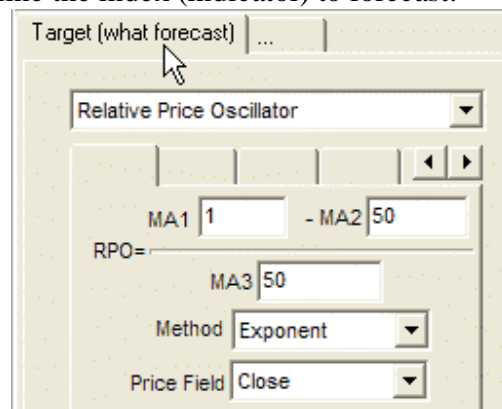 the index (indicator) to forecast.
Target (what forecast) ...
Relative Price Oscillator
MA1 1 - MA2 50
RPO=
MA3 50
Method Exponent
Price Field Close